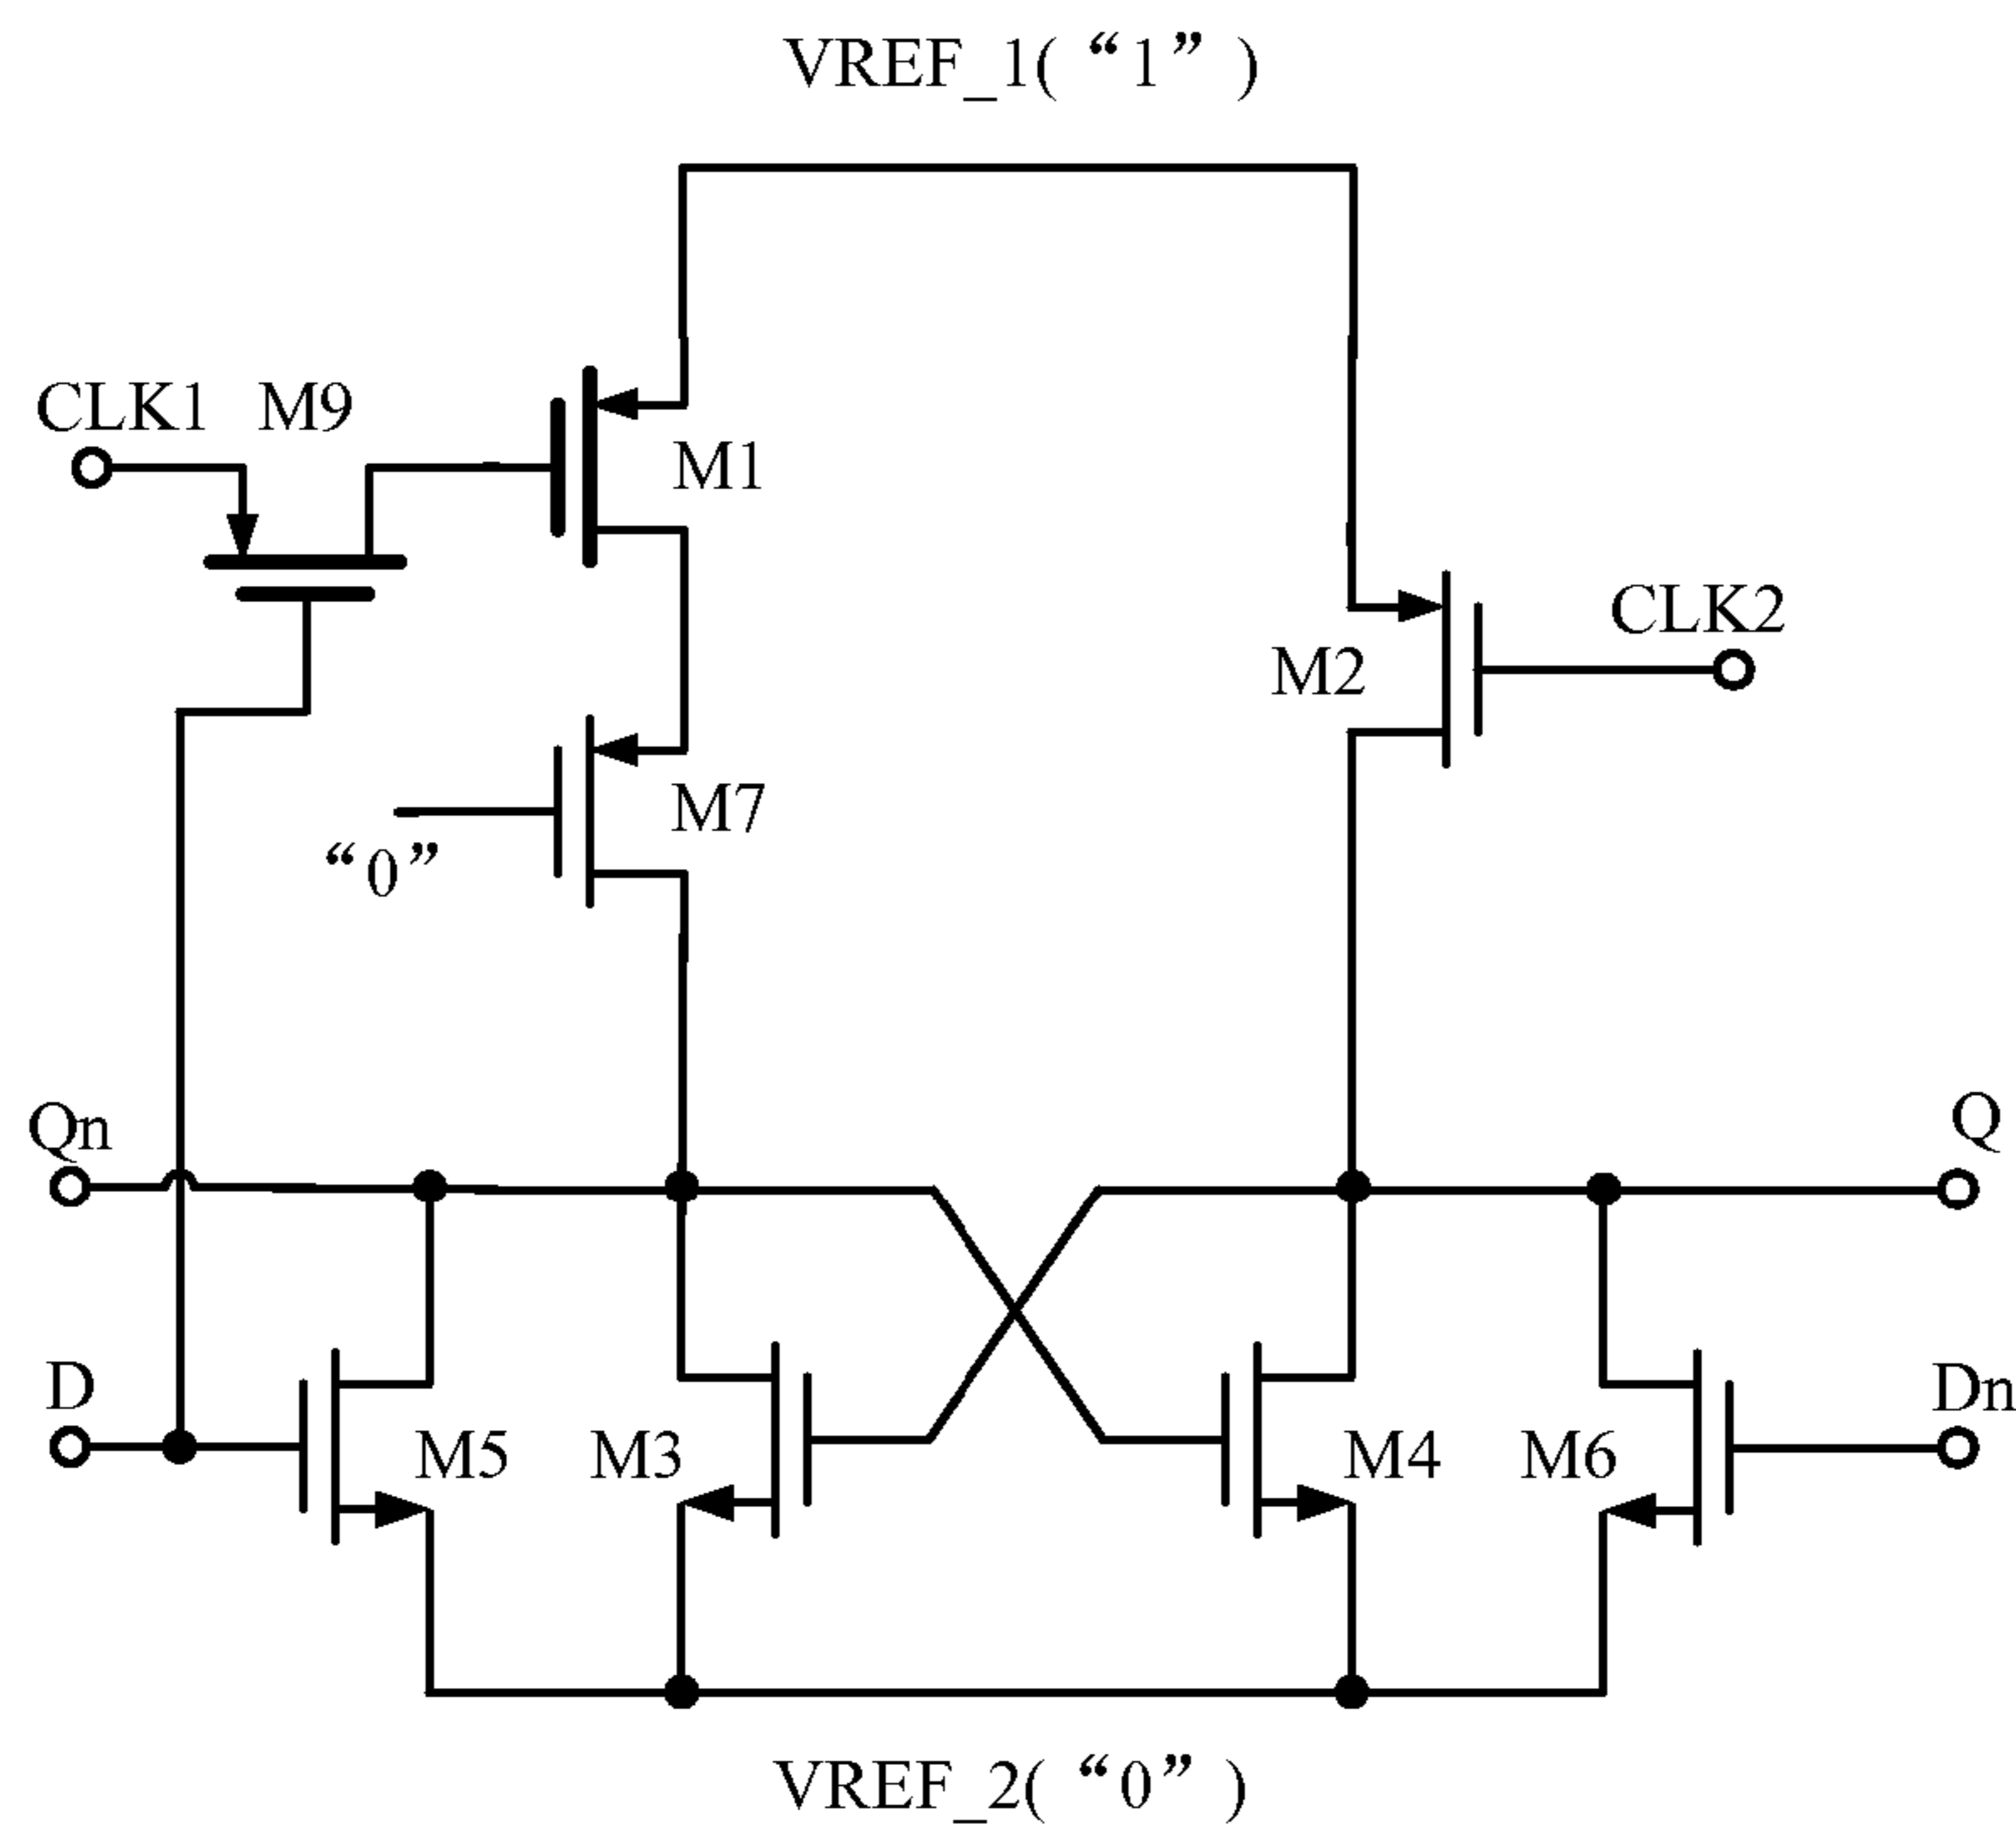 VREF_1(“1”)
CLK1 M9
M1
CLK2
M2
M7
“0”
Qn
Q
D
Dn
M5
M3
M4
M6
VREF_2(“0”)